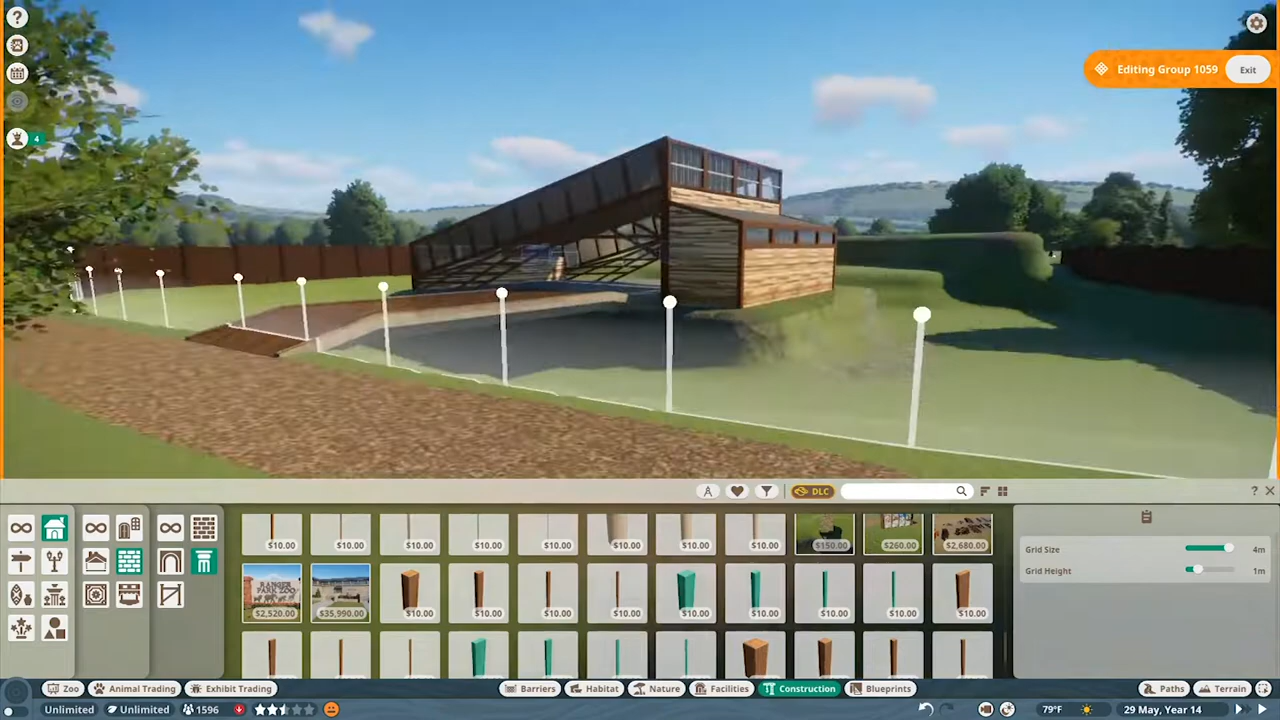 ?
Editing Group 1059 Exit
4
DLC
? X
$10.00 $10.00 $10.00 $10.00 $10.00 $10.00 $10.00 $10.00 $150.00 $260.00 $2,680.00
Grid Size 4m
Grid Height 1m
RANGER PARK ZOO
$2,520.00 $35,990.00 $10.00 $10.00 $10.00 $10.00 $10.00 $10.00 $10.00 $10.00 $10.00
Zoo Animal Trading Exhibit Trading Barriers Habitat Nature Facilities Construction Blueprints Paths Terrain
Unlimited Unlimited 1596 79°F 29 May, Year 14